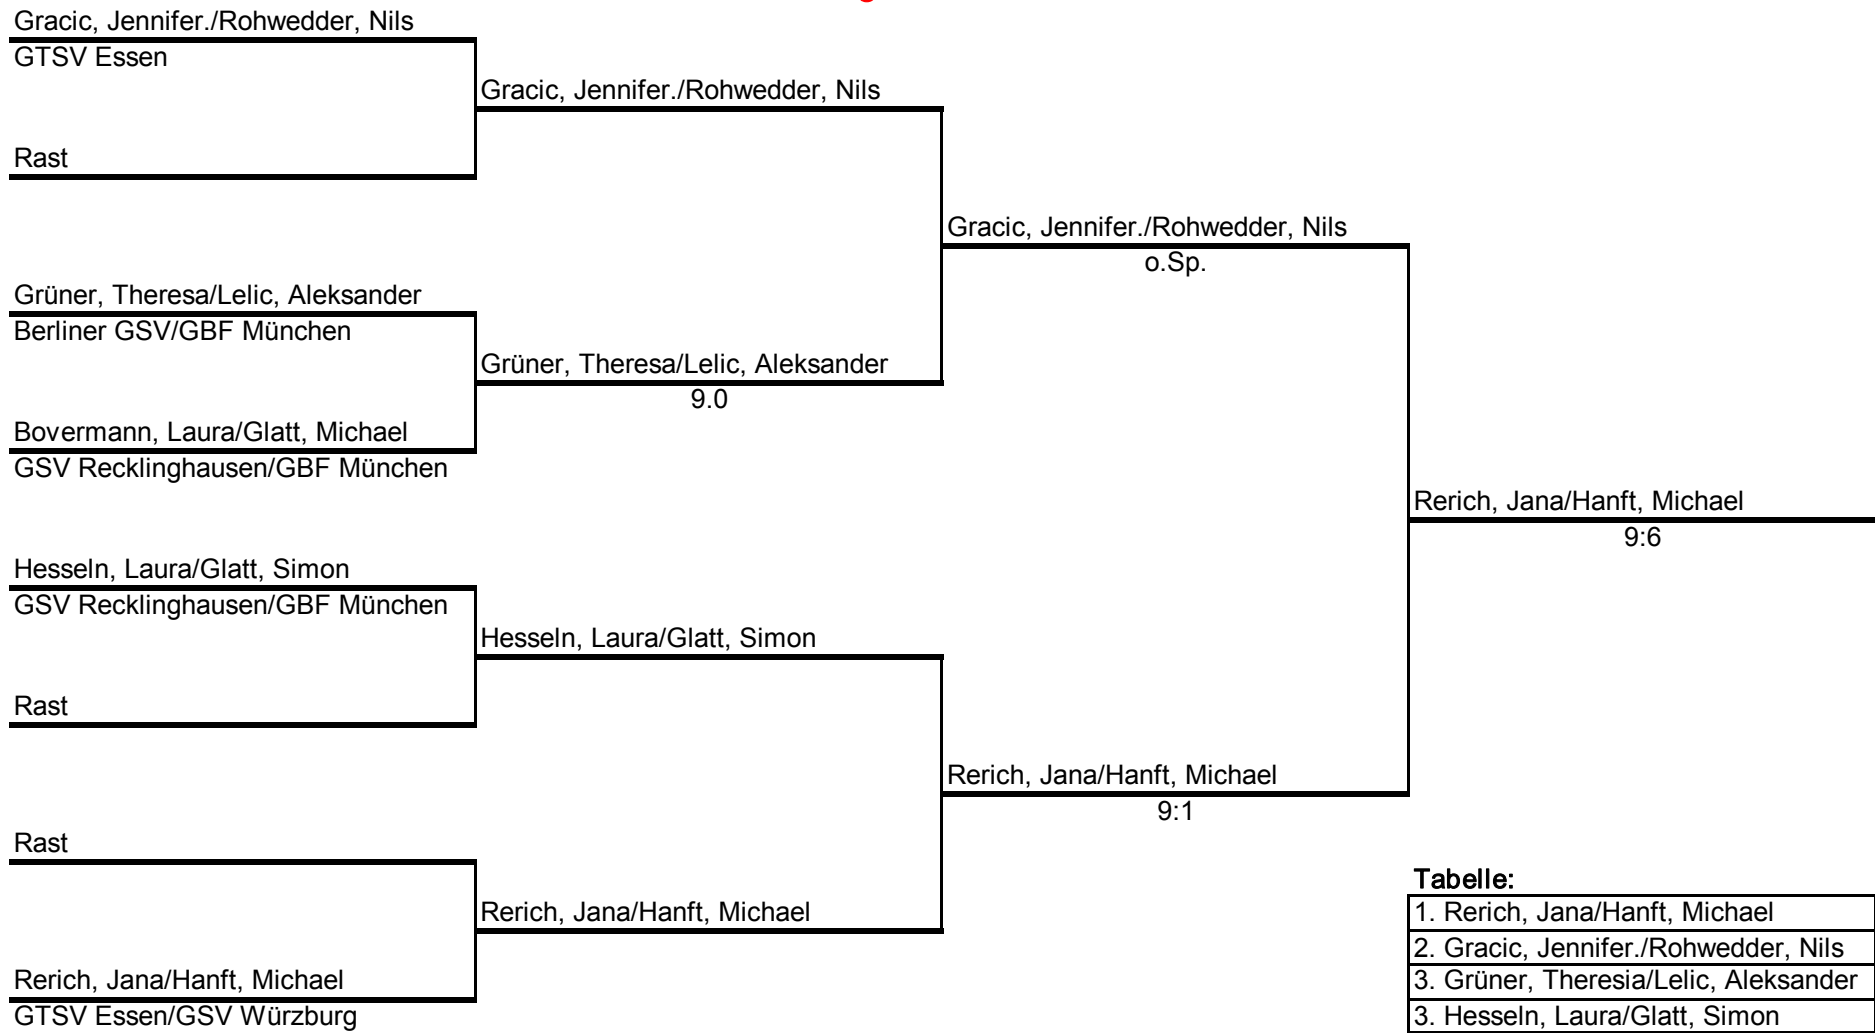 Gracic, Jennifer./Rohwedder, Nils
GTSV Essen
Gracic, Jennifer./Rohwedder, Nils
Rast
Gracic, Jennifer./Rohwedder, Nils
o.Sp.
Grüner, Theresa/Lelic, Aleksander
Berliner GSV/GBF München
Grüner, Theresa/Lelic, Aleksander
9.0
Bovermann, Laura/Glatt, Michael
GSV Recklinghausen/GBF München
Rerich, Jana/Hanft, Michael
9:6
Hesseln, Laura/Glatt, Simon
GSV Recklinghausen/GBF München
Hesseln, Laura/Glatt, Simon
Rast
Rerich, Jana/Hanft, Michael
9:1
Rast
Rerich, Jana/Hanft, Michael
Rerich, Jana/Hanft, Michael
GTSV Essen/GSV Würzburg
Tabelle:
1. Rerich, Jana/Hanft, Michael
2. Gracic, Jennifer./Rohwedder, Nils
3. Grüner, Theresia/Lelic, Aleksander
3. Hesseln, Laura/Glatt, Simon